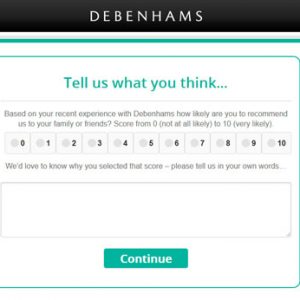 DEBENHAMS
Tell us what you think...
Based on your recent experience with Debenhams how likely are you to recommend
us to your family or friends? Score from 0 (not at all likely) to 10 (very likely).
0 1 2 3 4 5 6 7 8 9 10
We'd love to know why you selected that score – please tell us in your own words...
Continue